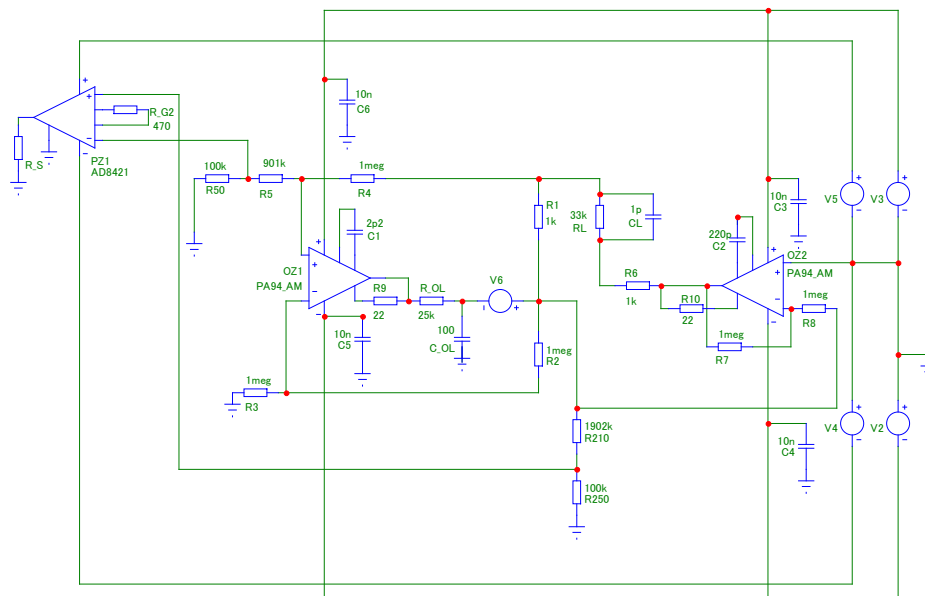 +
+
−
−
R_G2
470
PZ1
AD8421
R_S
10n
C6
100k
R50
901k
R5
1meg
R4
R1
1k
33k
RL
1p
CL
10n
C3
V5
+
−
V3
+
−
2p2
C1
OZ1
PA94_AM
+
+
−
−
R9
22
R_OL
25k
V6
−
+
R6
1k
220p
C2
OZ2
PA94_AM
+
+
−
−
R10
22
1meg
R7
1meg
R8
10n
C5
100
C_OL
1meg
R2
1meg
R3
1902k
R210
100k
R250
10n
C4
V4
+
−
V2
+
−